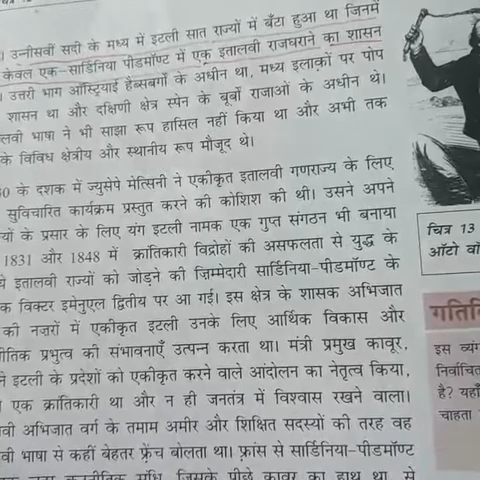 उन्नीसवीं सदी के मध्य में इटली सात राज्यों में बँटा हुआ था जिनमें
केवल एक-सार्डिनिया पीडमॉण्ट में एक इतालवी राजघराने का शासन
उत्तरी भाग ऑस्ट्रियाई हैब्सबर्गों के अधीन था, मध्य इलाक़ों पर पोप
शासन था और दक्षिणी क्षेत्र स्पेन के बूर्बों राजाओं के अधीन थे।
भाषा ने भी साझा रूप हासिल नहीं किया था और अभी तक
के विविध क्षेत्रीय और स्थानीय रूप मौजूद थे।
30 के दशक में ज्युसेपे मेत्सिनी ने एकीकृत इतालवी गणराज्य के लिए
सुविचारित कार्यक्रम प्रस्तुत करने की कोशिश की थी। उसने अपने
यों के प्रसार के लिए यंग इटली नामक एक गुप्त संगठन भी बनाया
1831 और 1848 में क्रांतिकारी विद्रोहों की असफलता से युद्ध के
ये इतालवी राज्यों को जोड़ने की ज़िम्मेदारी सार्डिनिया-पीडमॉण्ट के
क विक्टर इमेनुएल द्वितीय पर आ गई। इस क्षेत्र के शासक अभिजात
की नज़रों में एकीकृत इटली उनके लिए आर्थिक विकास और
नीतिक प्रभुत्व की संभावनाएँ उत्पन्न करता था। मंत्री प्रमुख कावूर,
ने इटली के प्रदेशों को एकीकृत करने वाले आंदोलन का नेतृत्व किया,
एक क्रांतिकारी था और न ही जनतंत्र में विश्वास रखने वाला।
वी अभिजात वर्ग के तमाम अमीर और शिक्षित सदस्यों की तरह वह
वी भाषा से कहीं बेहतर फ़्रेंच बोलता था। फ़्रांस से सार्डिनिया-पीडमॉण्ट
संधि, जिसके पीछे कावूर का हाथ था, से
चित्र 13
ऑटो वॉ
गतिवि
इस व्यंग
निर्वाचित
है? यहाँ
चाहता